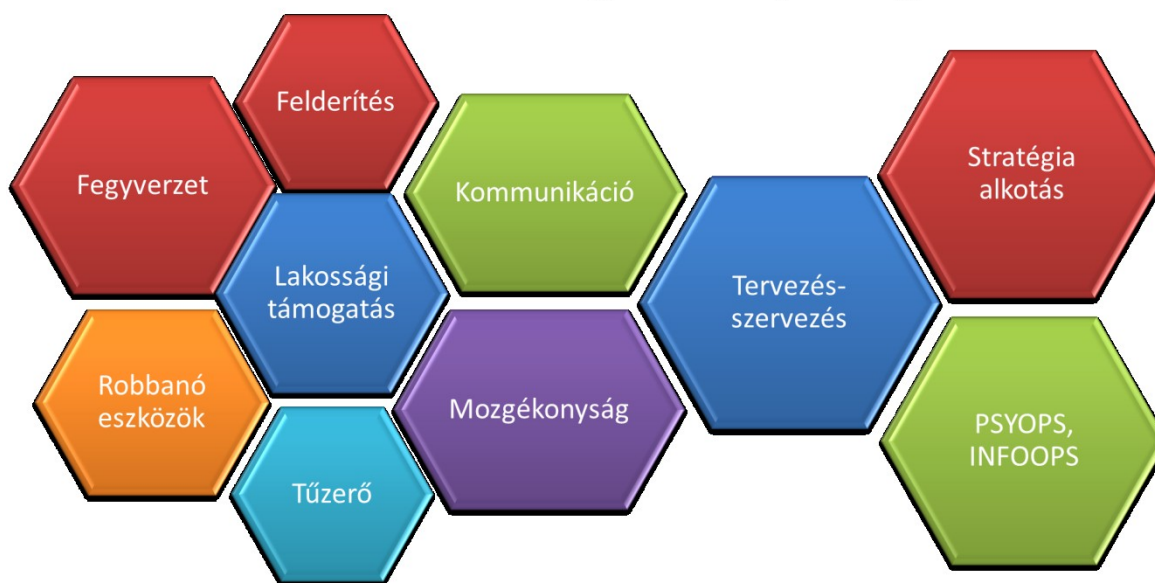 Felderítés
Fegyverzet
Kommunikáció
Stratégia
alkotás
Lakossági
támogatás
Tervezés-
szervezés
Robbanó
eszközök
Mozgékonyság
PSYOPS,
INFOOPS
Tűzerő